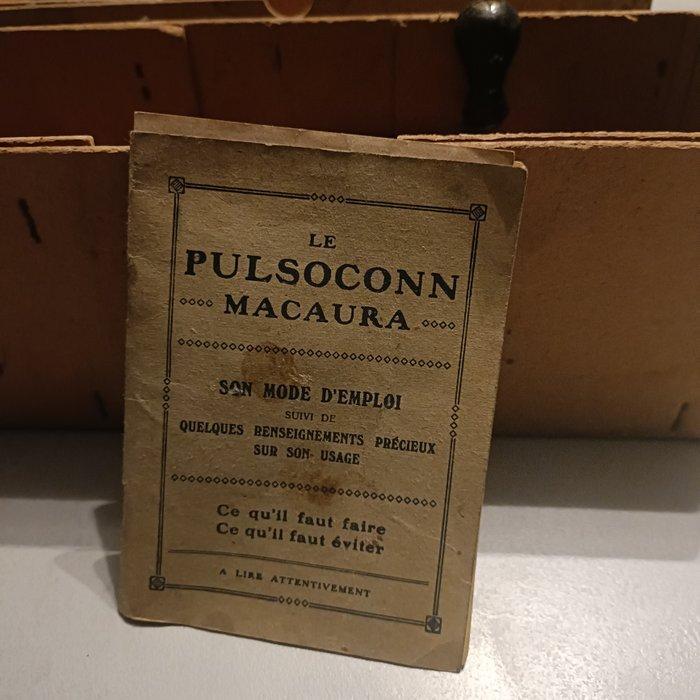 LE
PULSOCONN
MACAURA
SON MODE D'EMPLOI
SUIVI DE
QUELQUES RENSEIGNEMENTS PRÉCIEUX
SUR SON USAGE
Ce qu'il faut faire
Ce qu'il faut éviter
A LIRE ATTENTIVEMENT